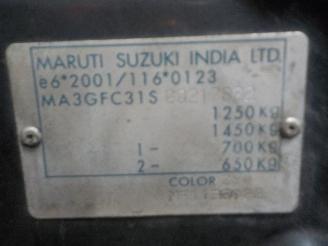 MARUTI SUZUKI INDIA LTD.
e6*2001/116*0123
MA3GFC31S
1250 Kg
1450 Kg
1- 700 Kg
2- 650 Kg
COLOR